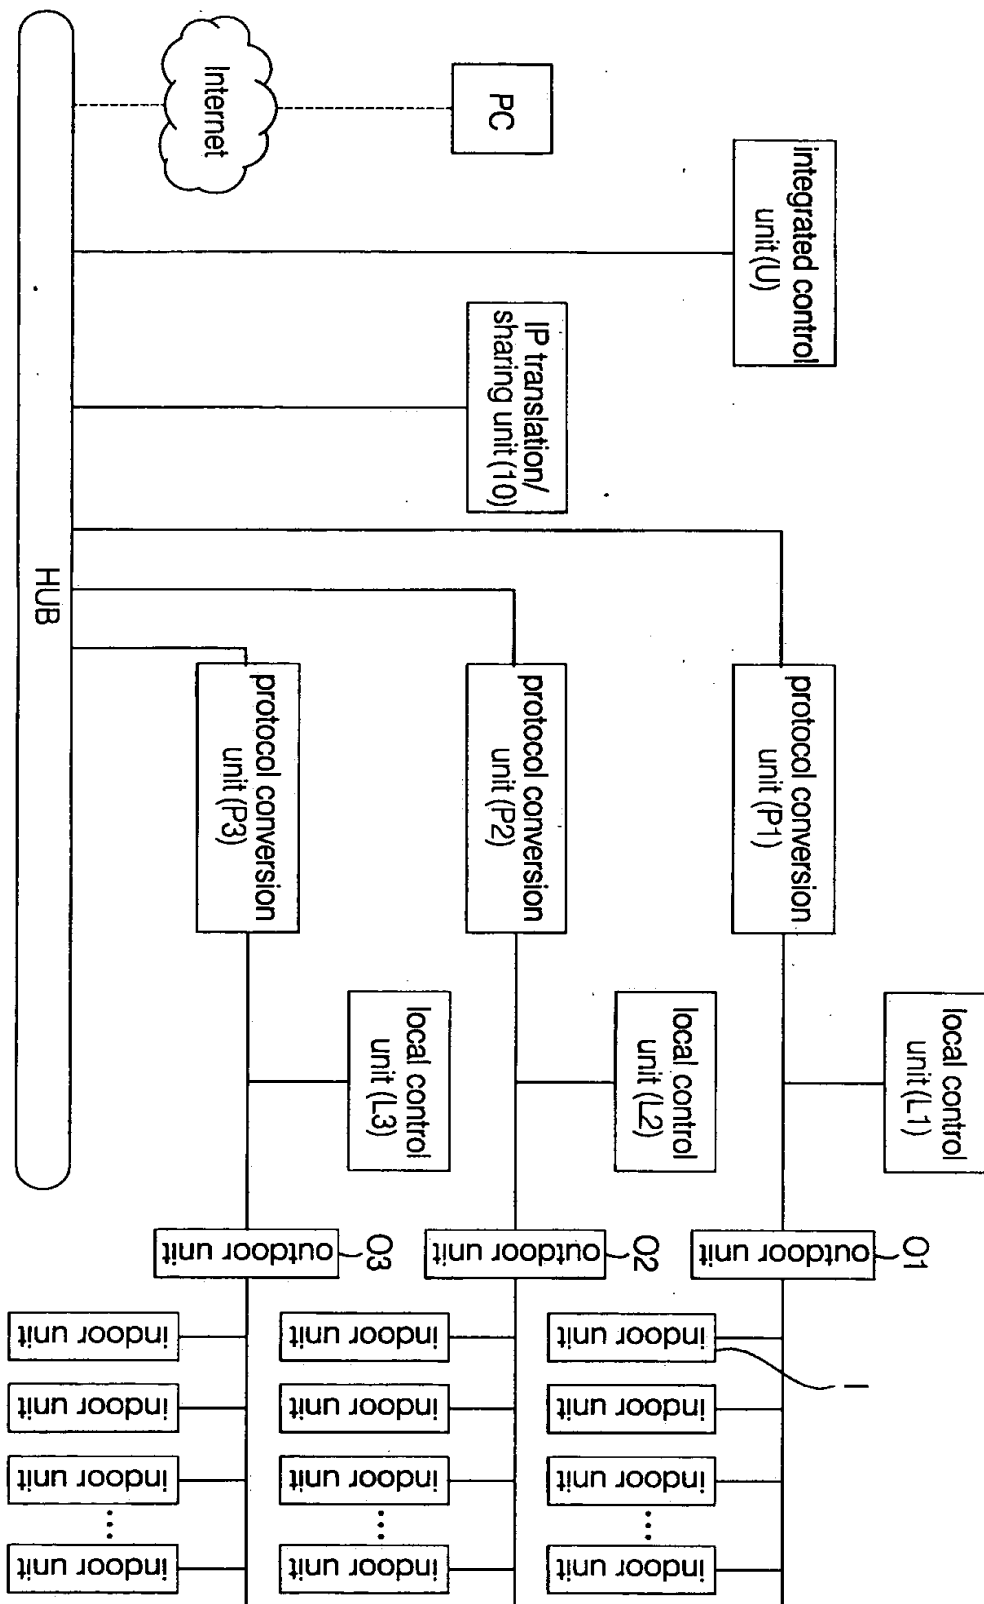 PC
Internet
integrated control
unit(U)
IP translation/
sharing unit(10)
HUB
protocol conversion
unit(P1)
protocol conversion
unit(P2)
protocol conversion
unit(P3)
local control
unit(L1)
local control
unit(L2)
local control
unit(L3)
O1
outdoor unit
O2
outdoor unit
O3
outdoor unit
I
indoor unit
indoor unit
indoor unit
...
indoor unit
indoor unit
indoor unit
indoor unit
...
indoor unit
indoor unit
indoor unit
indoor unit
...
indoor unit